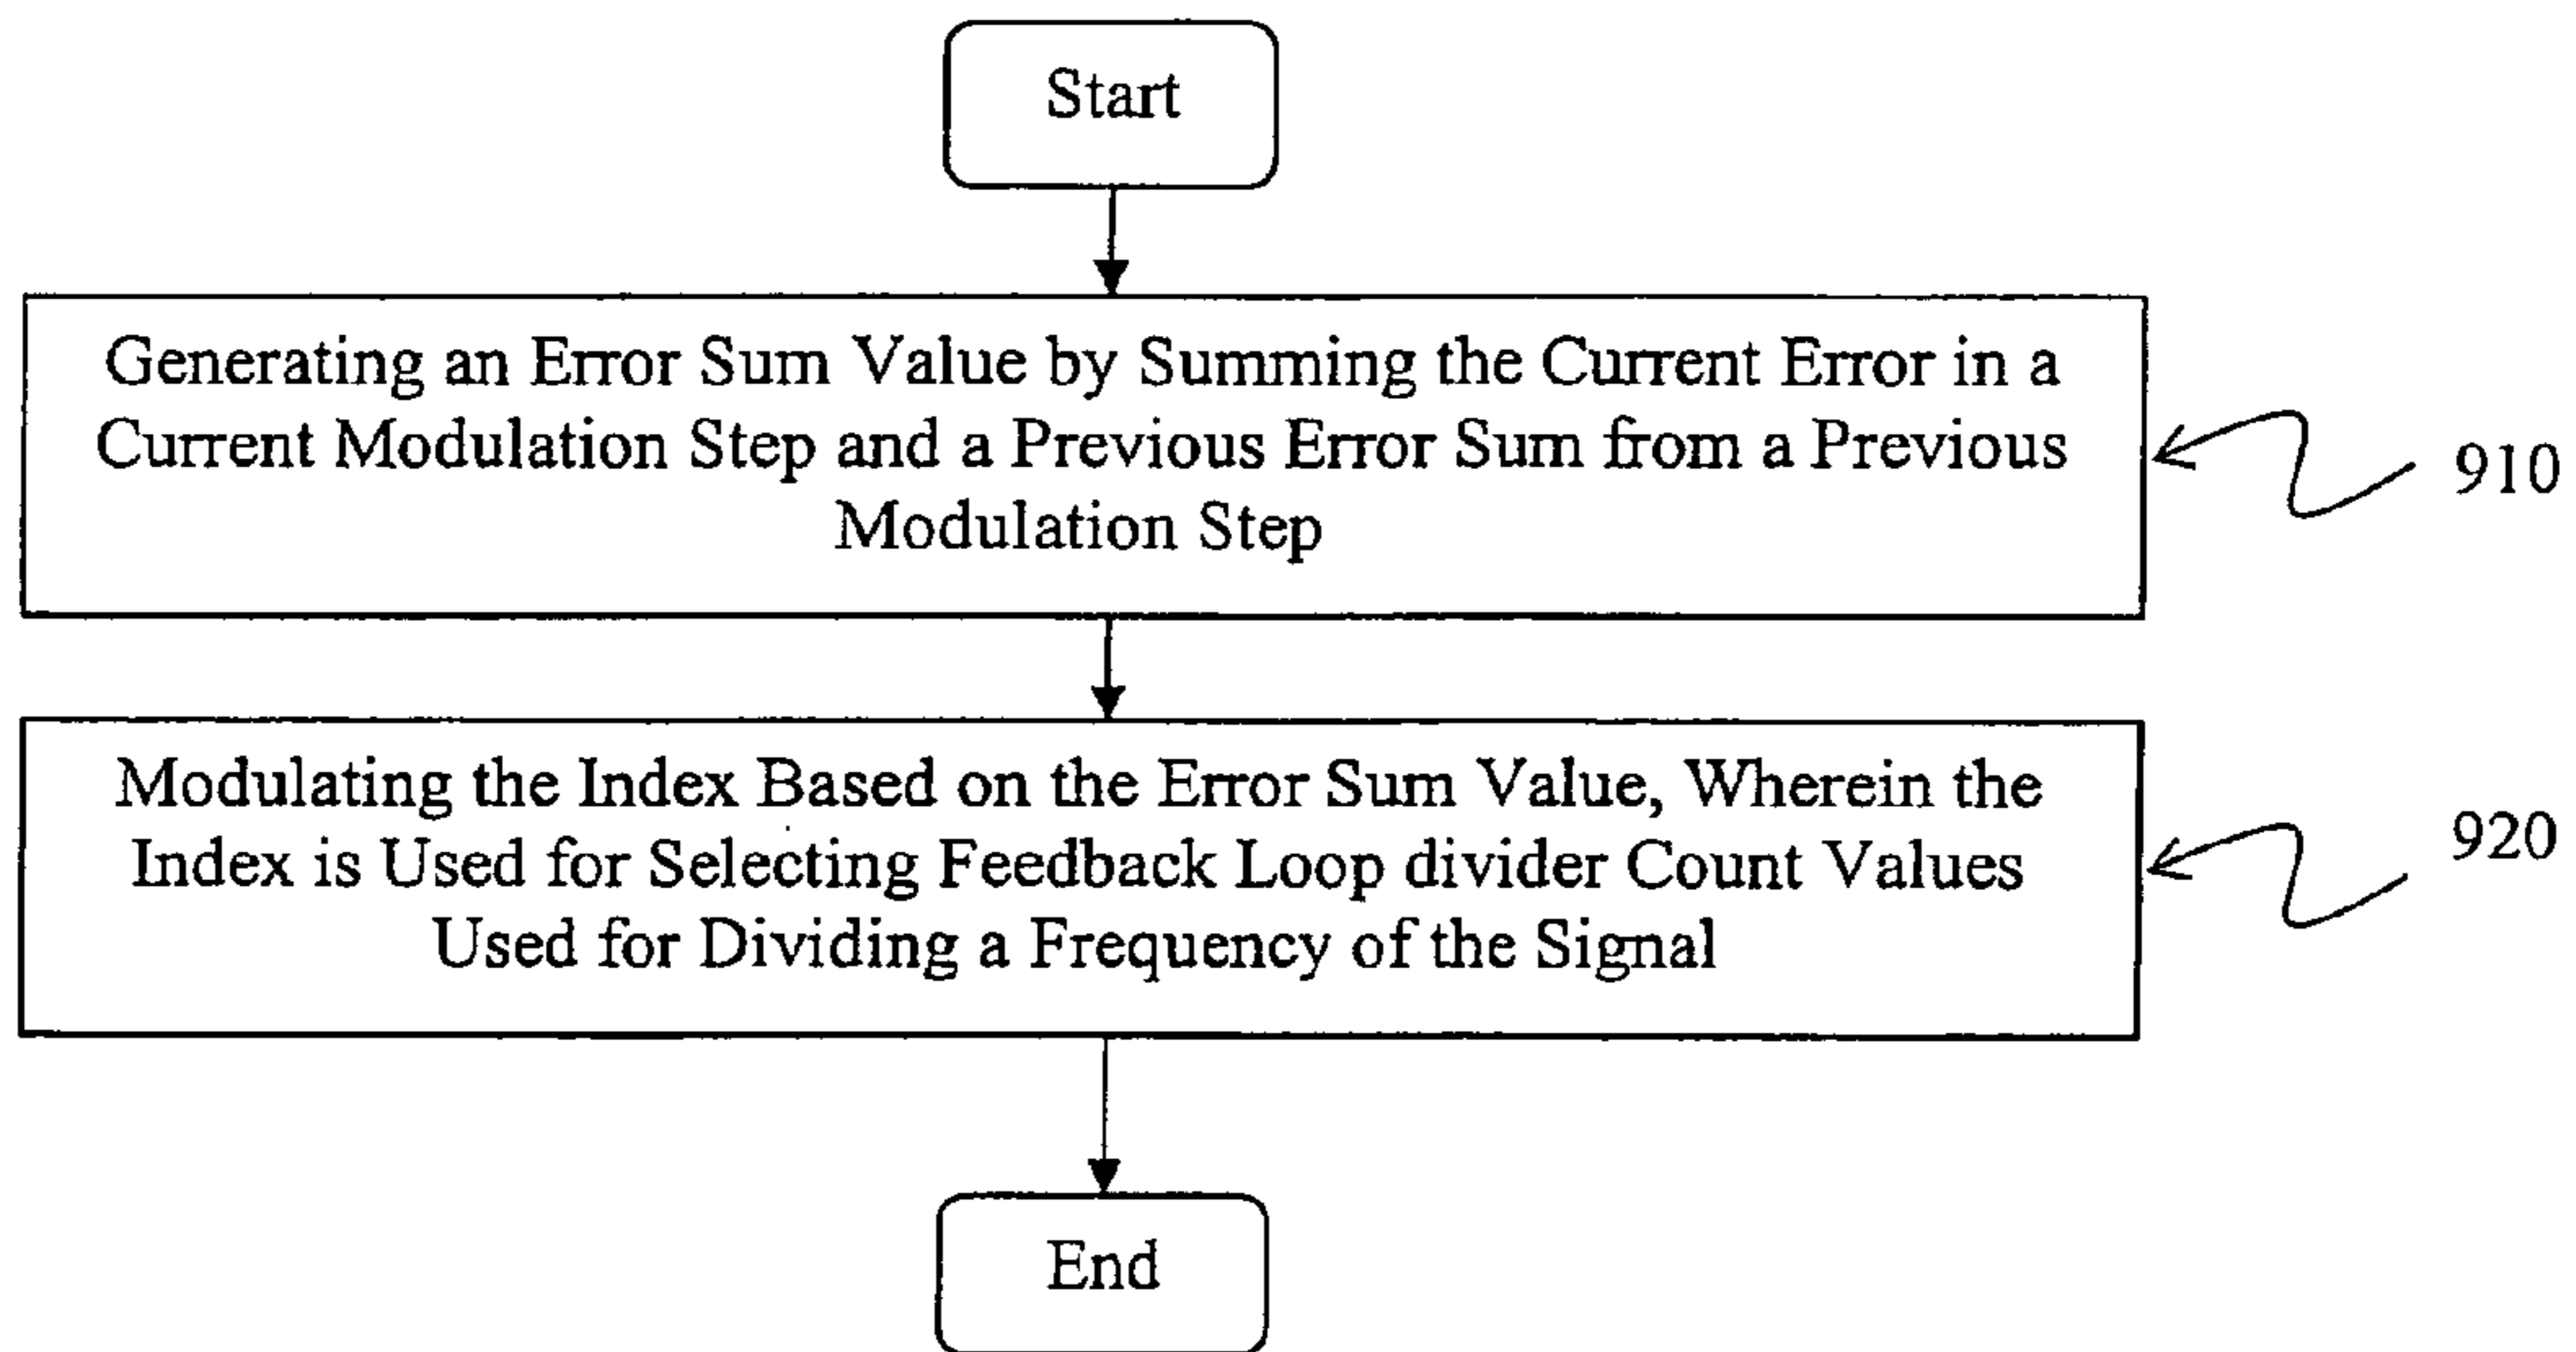 Start
Generating an Error Sum Value by Summing the Current Error in a
Current Modulation Step and a Previous Error Sum from a Previous
Modulation Step
910
Modulating the Index Based on the Error Sum Value, Wherein the
Index is Used for Selecting Feedback Loop divider Count Values
Used for Dividing a Frequency of the Signal
920
End